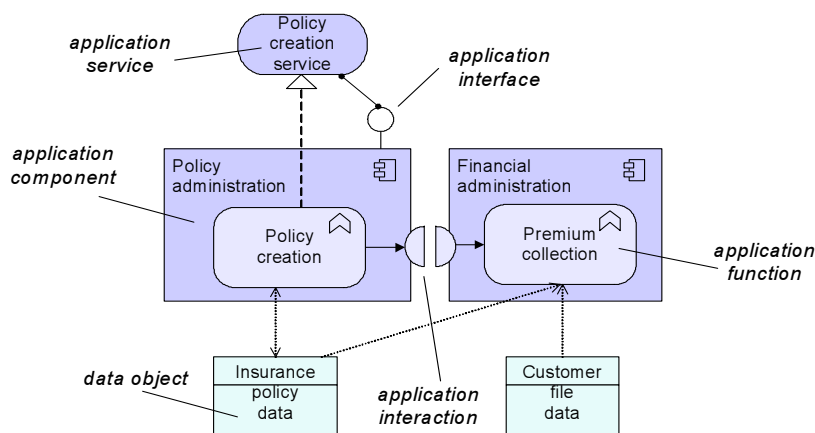 Policy
creation
service
application
service
application
interface
application
component
Policy
administration
Financial
administration
Policy
creation
Premium
collection
application
function
data object
Insurance
policy
data
application
interaction
Customer
file
data